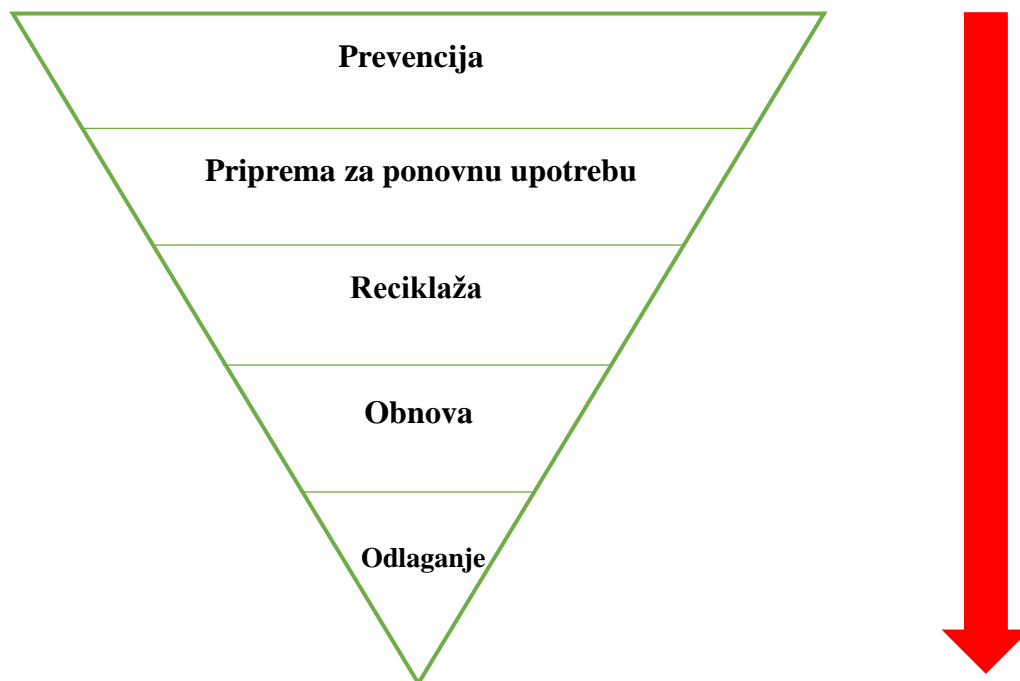 Prevencija
Priprema za ponovnu upotrebu
Reciklaža
Obnova
Odlaganje